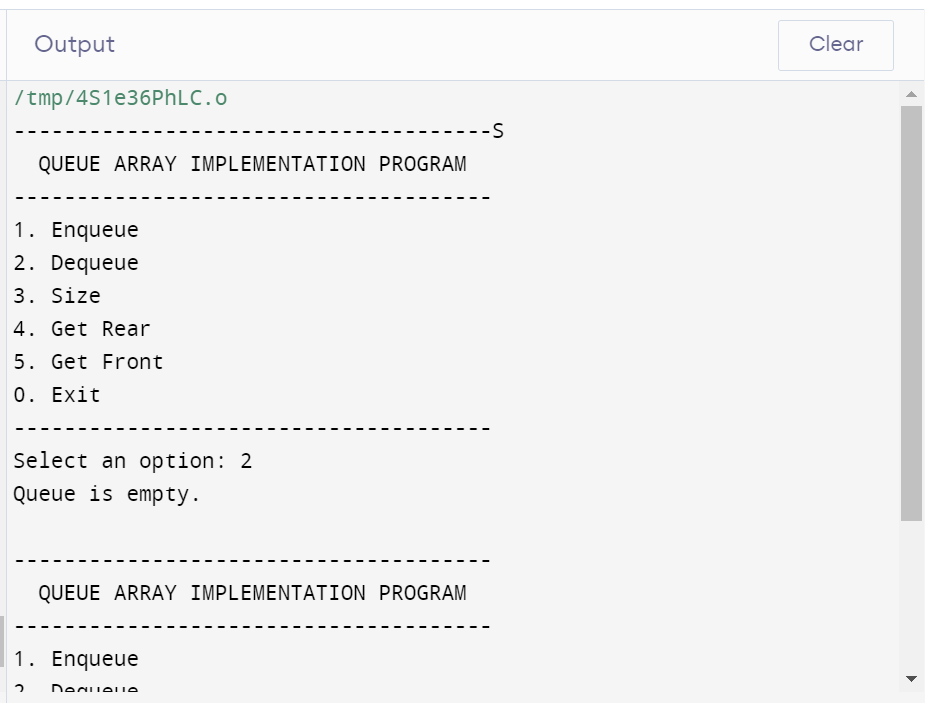 Output
Clear
/tmp/4S1e36PhLC.o
--------------------------------------S
QUEUE ARRAY IMPLEMENTATION PROGRAM
--------------------------------------
1. Enqueue
2. Dequeue
3. Size
4. Get Rear
5. Get Front
0. Exit
--------------------------------------
Select an option: 2
Queue is empty.
--------------------------------------
QUEUE ARRAY IMPLEMENTATION PROGRAM
--------------------------------------
1. Enqueue
2. Dequeue